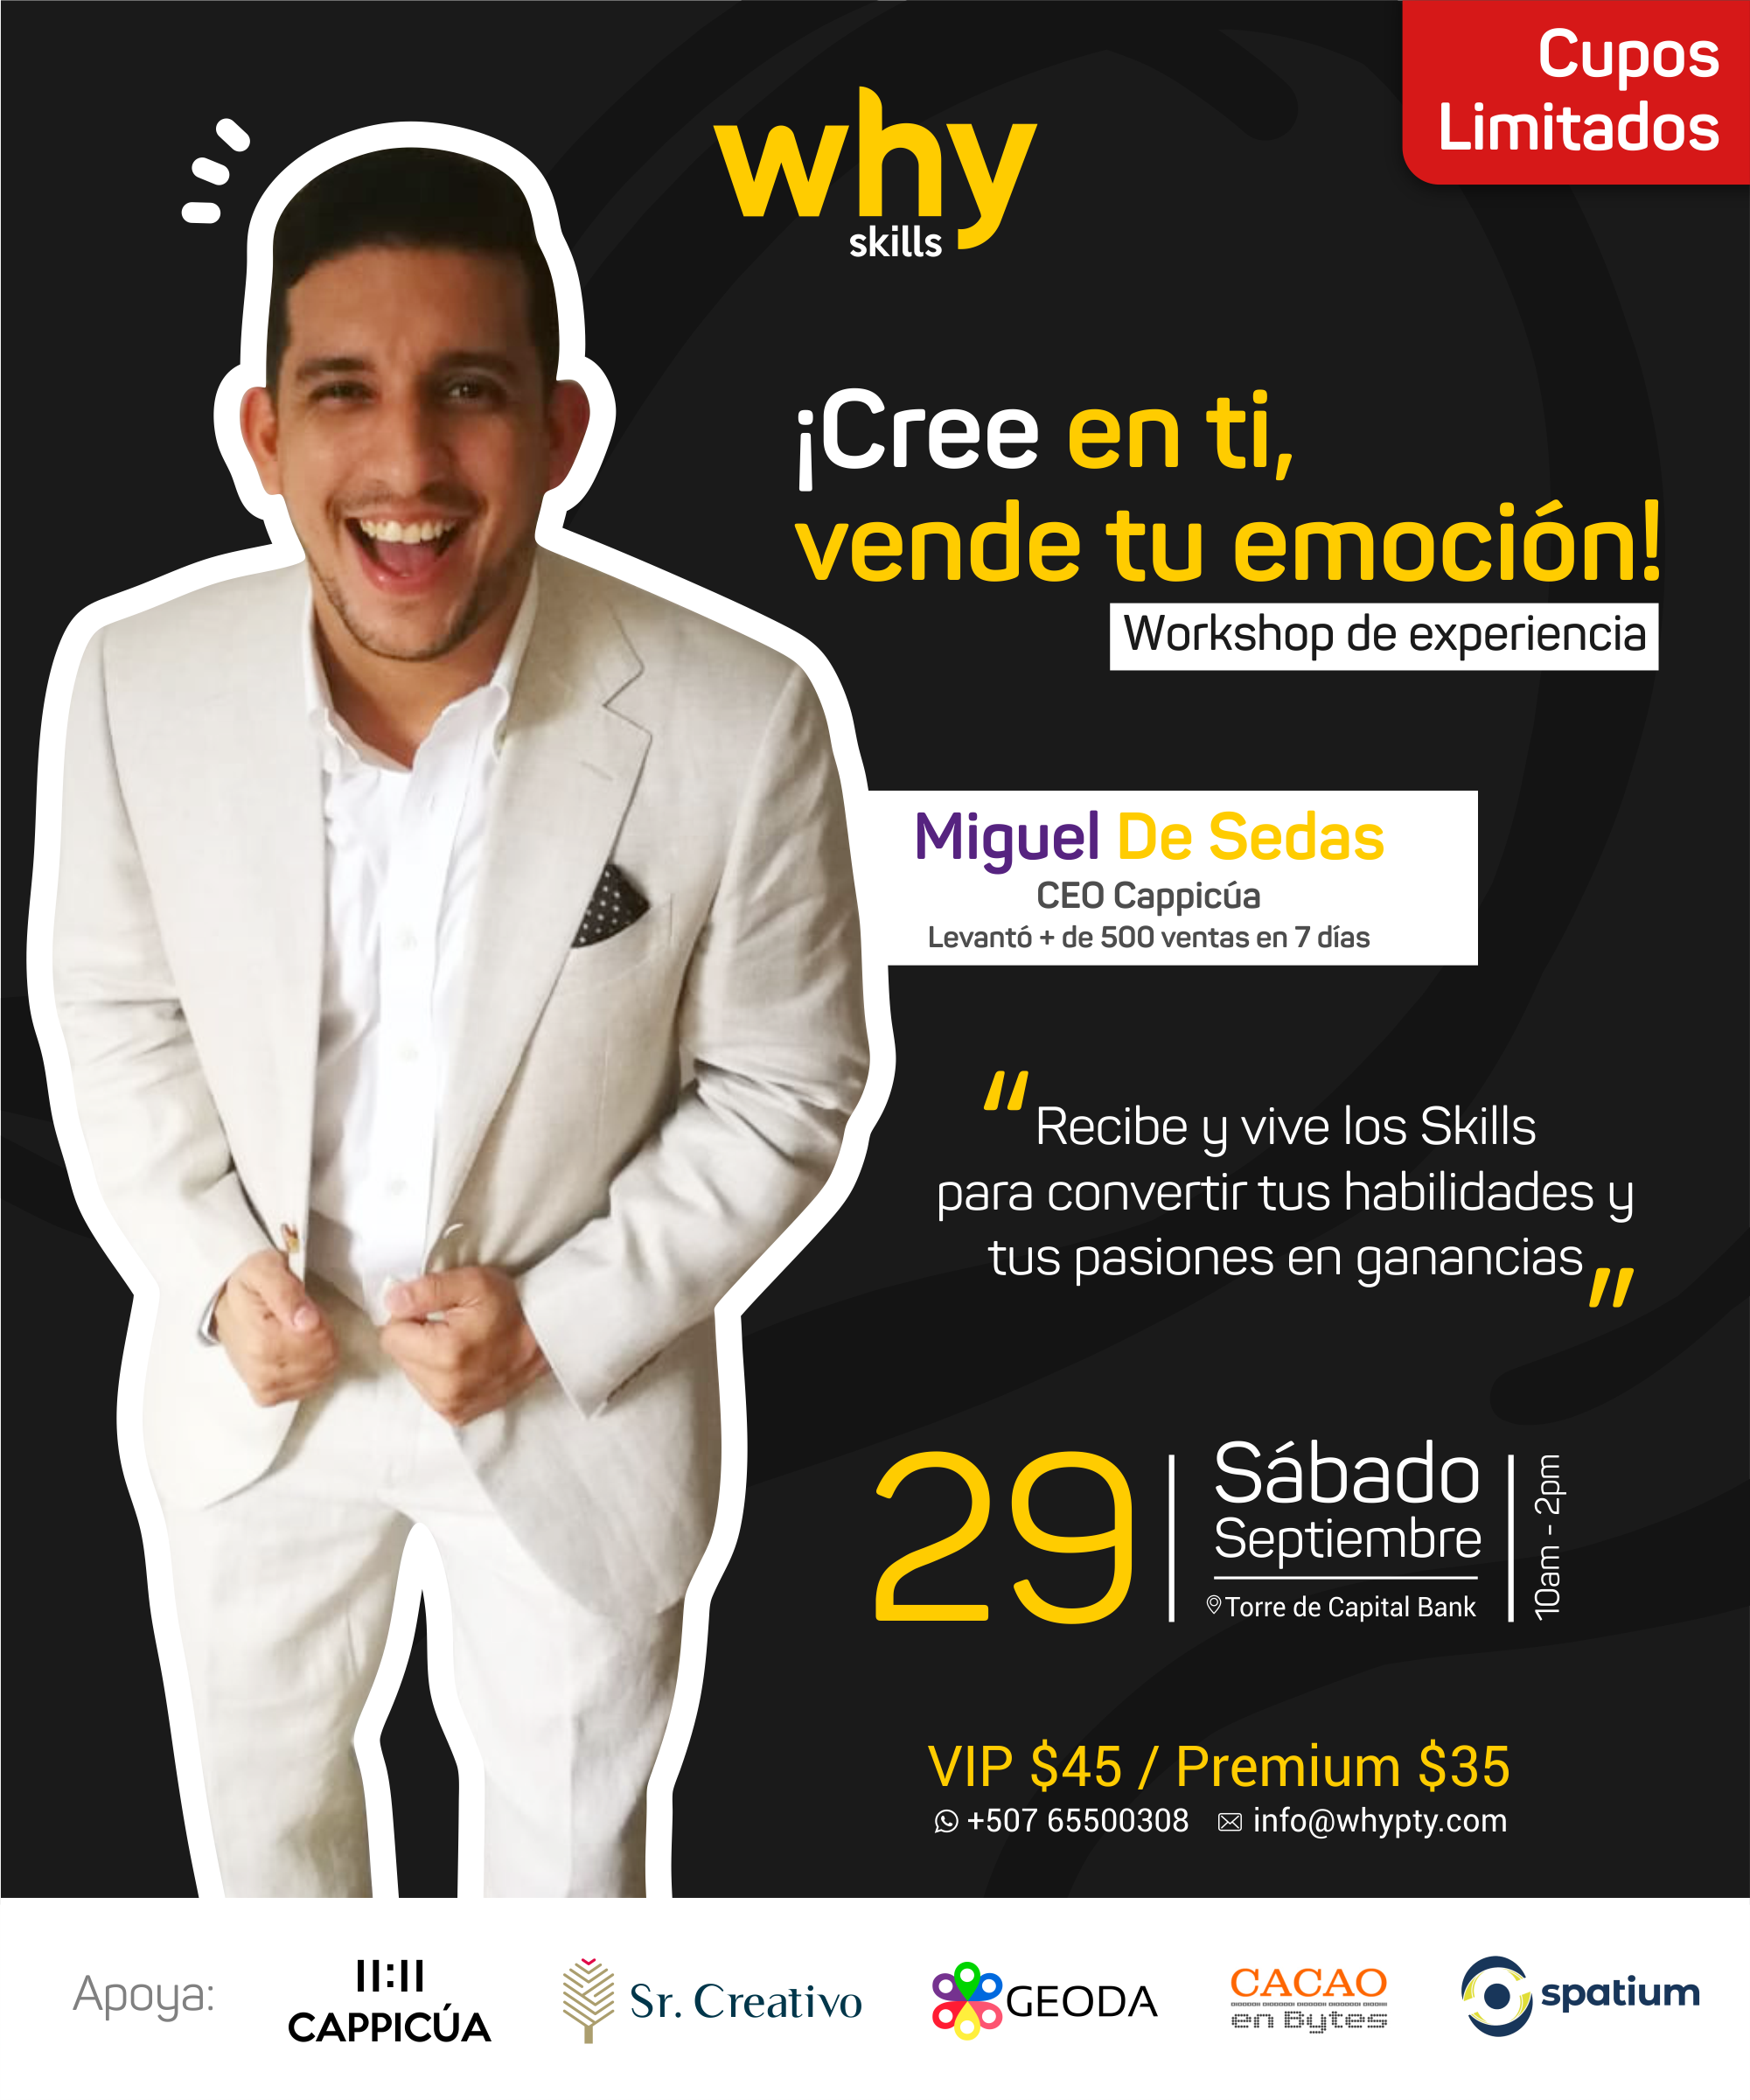 Cupos
Limitados
why
skills
¡Cree en ti,
vende tu emoción!
Workshop de experiencia
Miguel De Sedas
CEO Cappicúa
Levantó + de 500 ventas en 7 días
"Recibe y vive los Skills
para convertir tus habilidades y
tus pasiones en ganancias"
29
Sábado
Septiembre
Torre de Capital Bank
10am - 2pm
VIP $45 / Premium $35
+507 65500308 info@whypty.com
Apoya:
11:11
CAPPICÚA
Sr. Creativo
GEODA
CACAO
en Bytes
spatium